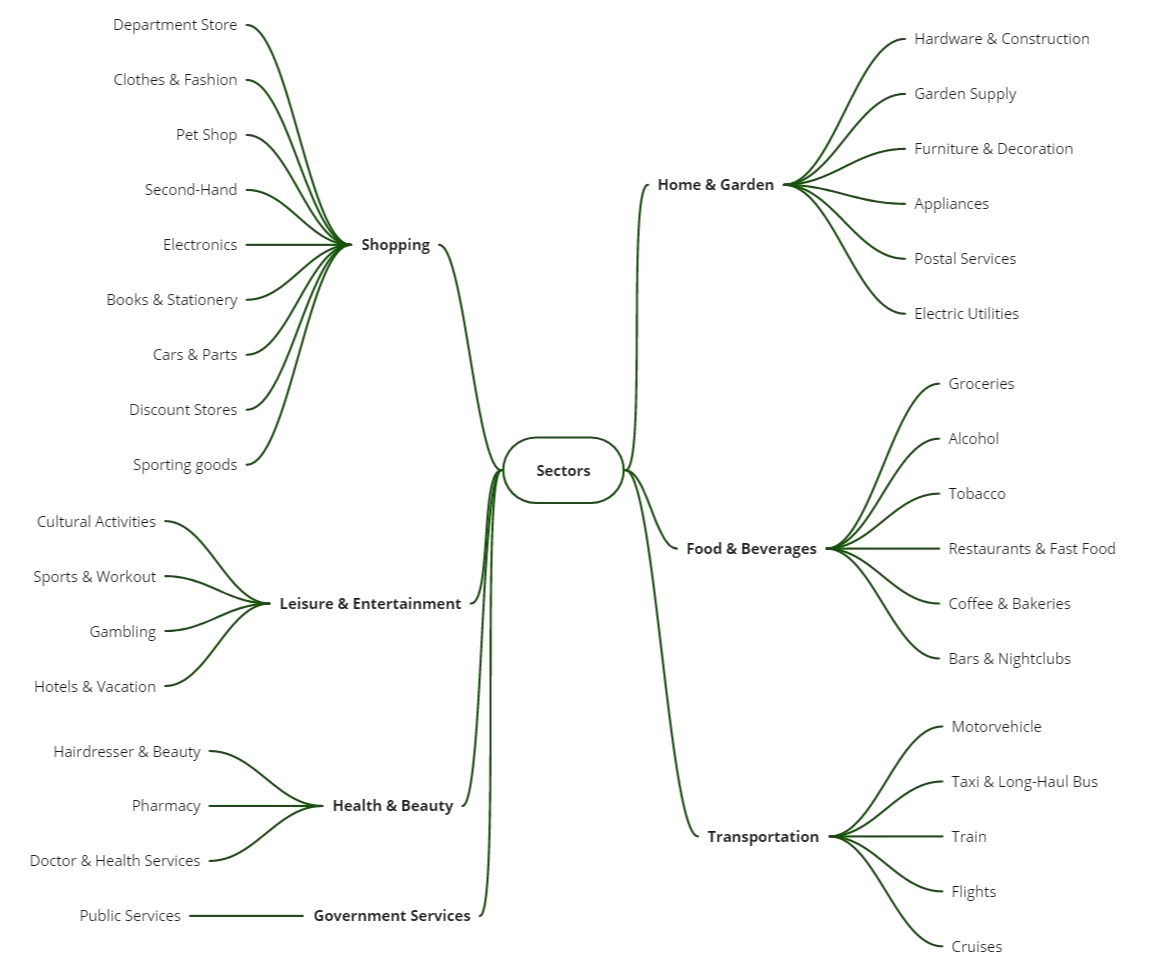 Department Store
Clothes & Fashion
Pet Shop
Second-Hand
Electronics
Books & Stationery
Cars & Parts
Discount Stores
Sporting goods
Shopping
Cultural Activities
Sports & Workout
Gambling
Hotels & Vacation
Leisure & Entertainment
Hairdresser & Beauty
Pharmacy
Doctor & Health Services
Health & Beauty
Public Services
Government Services
Sectors
Home & Garden
Hardware & Construction
Garden Supply
Furniture & Decoration
Appliances
Postal Services
Electric Utilities
Food & Beverages
Groceries
Alcohol
Tobacco
Restaurants & Fast Food
Coffee & Bakeries
Bars & Nightclubs
Transportation
Motorvehicle
Taxi & Long-Haul Bus
Train
Flights
Cruises